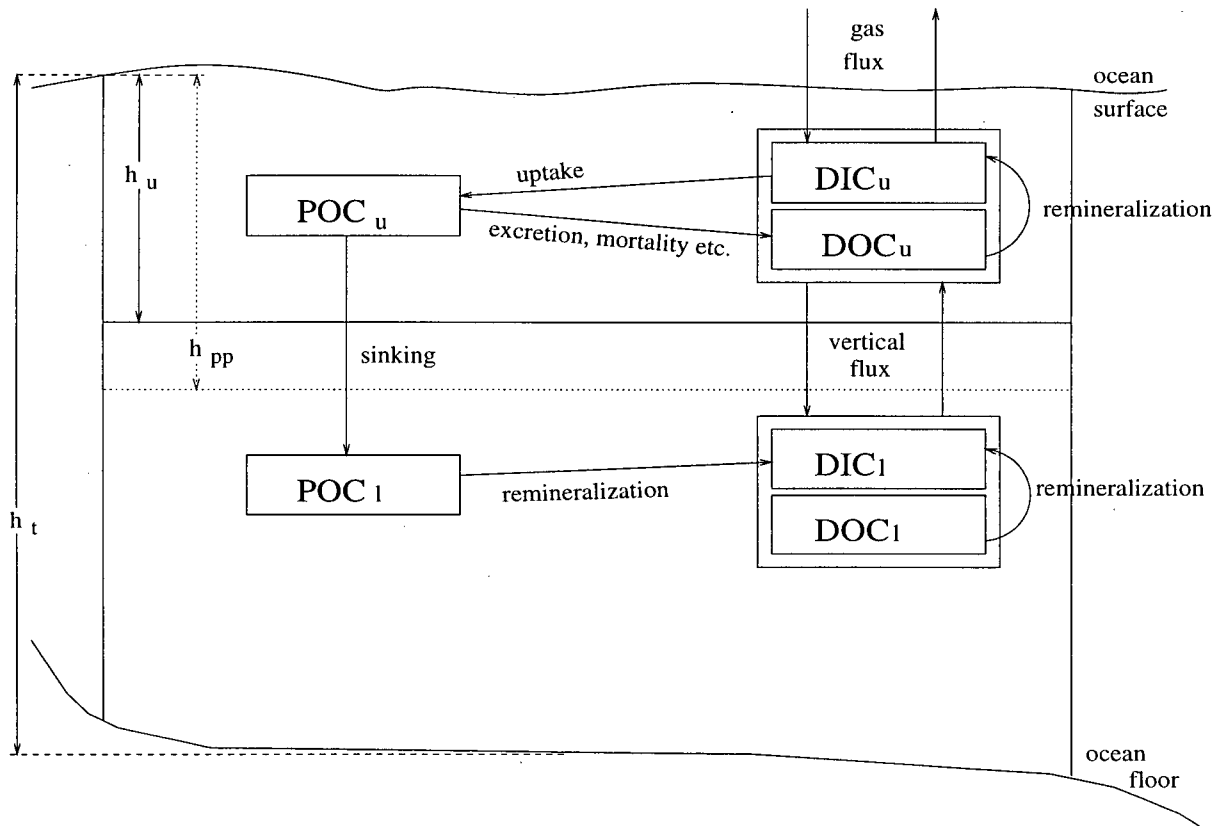 gas
flux
ocean
surface
h u
uptake
POC u
DIC u
remineralization
excretion, mortality etc.
DOC u
h pp
sinking
vertical
flux
POC l
DIC l
remineralization
remineralization
h t
DOC l
ocean
floor